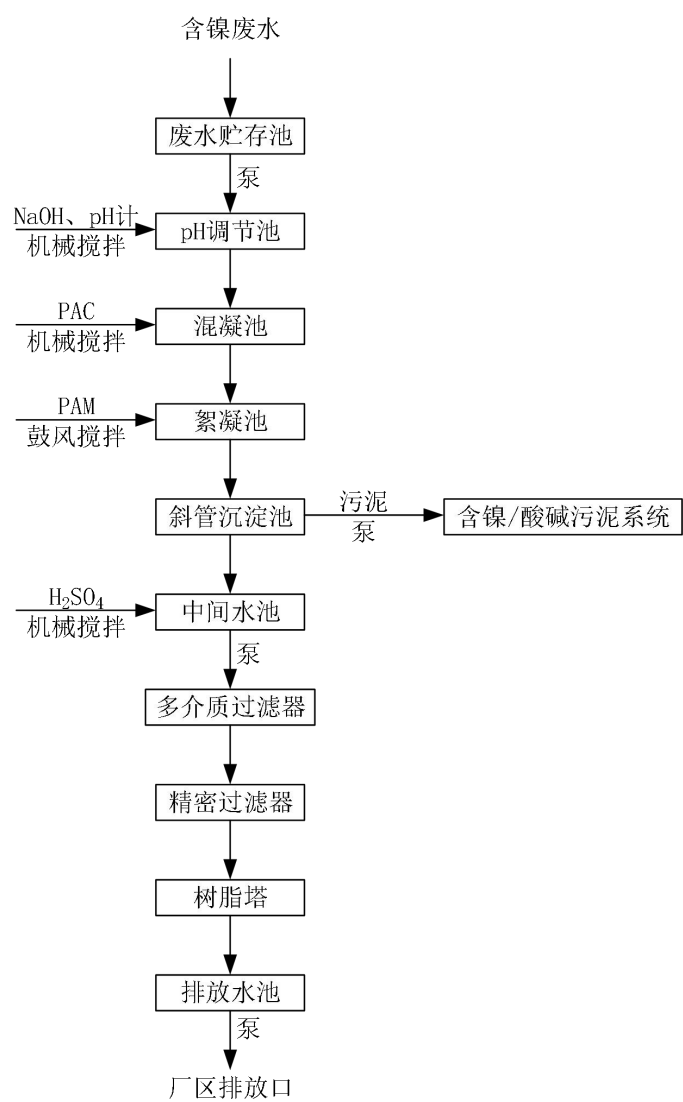 含镍废水
废水贮存池
泵
NaOH、pH计
机械搅拌
pH调节池
PAC
机械搅拌
混凝池
PAM
鼓风搅拌
絮凝池
斜管沉淀池
污泥
泵
含镍/酸碱污泥系统
H₂SO₄
机械搅拌
中间水池
泵
多介质过滤器
精密过滤器
树脂塔
排放水池
泵
厂区排放口